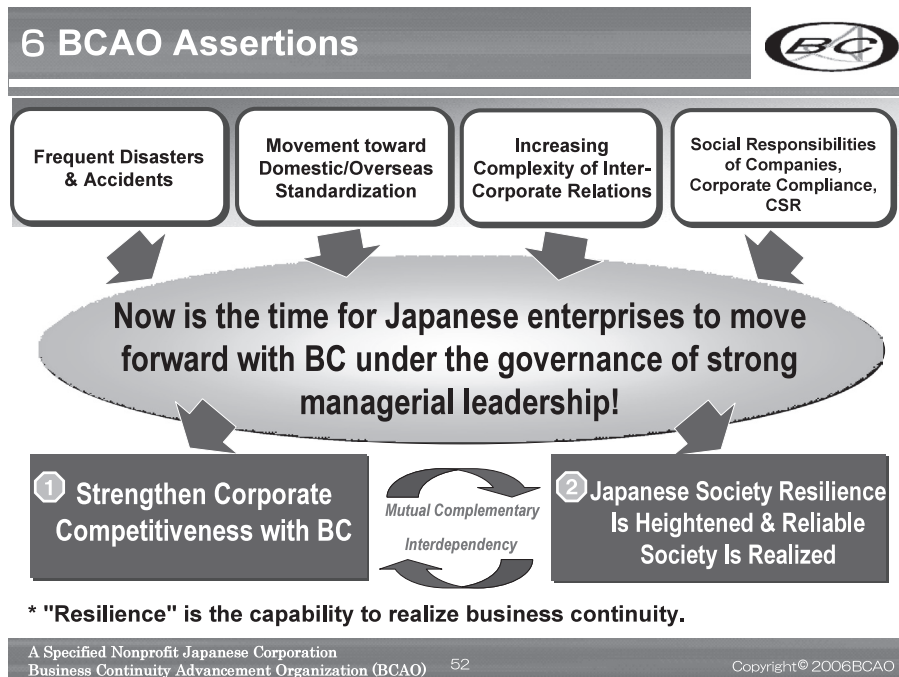 6 BCAO Assertions
BC
Frequent Disasters
& Accidents
Movement toward
Domestic/Overseas
Standardization
Increasing
Complexity of Inter-
Corporate Relations
Social Responsibilities
of Companies,
Corporate Compliance,
CSR
Now is the time for Japanese enterprises to move
forward with BC under the governance of strong
managerial leadership!
1 Strengthen Corporate
Competitiveness with BC
Mutual Complementary
Interdependency
2 Japanese Society Resilience
Is Heightened & Reliable
Society Is Realized
* "Resilience" is the capability to realize business continuity.
A Specified Nonprofit Japanese Corporation
Business Continuity Advancement Organization (BCAO)
52
Copyright© 2006BCAO